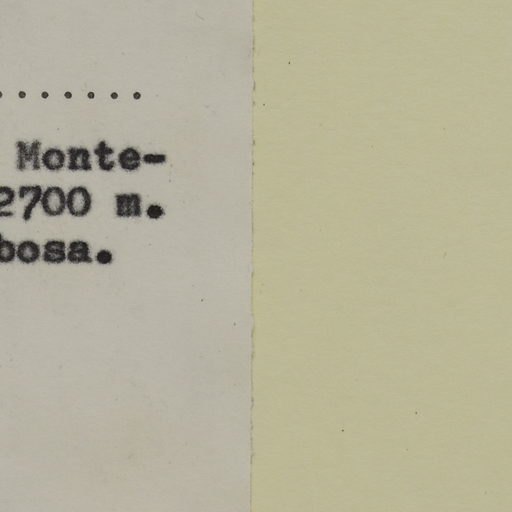 Monte-
2700 m.
bosa.